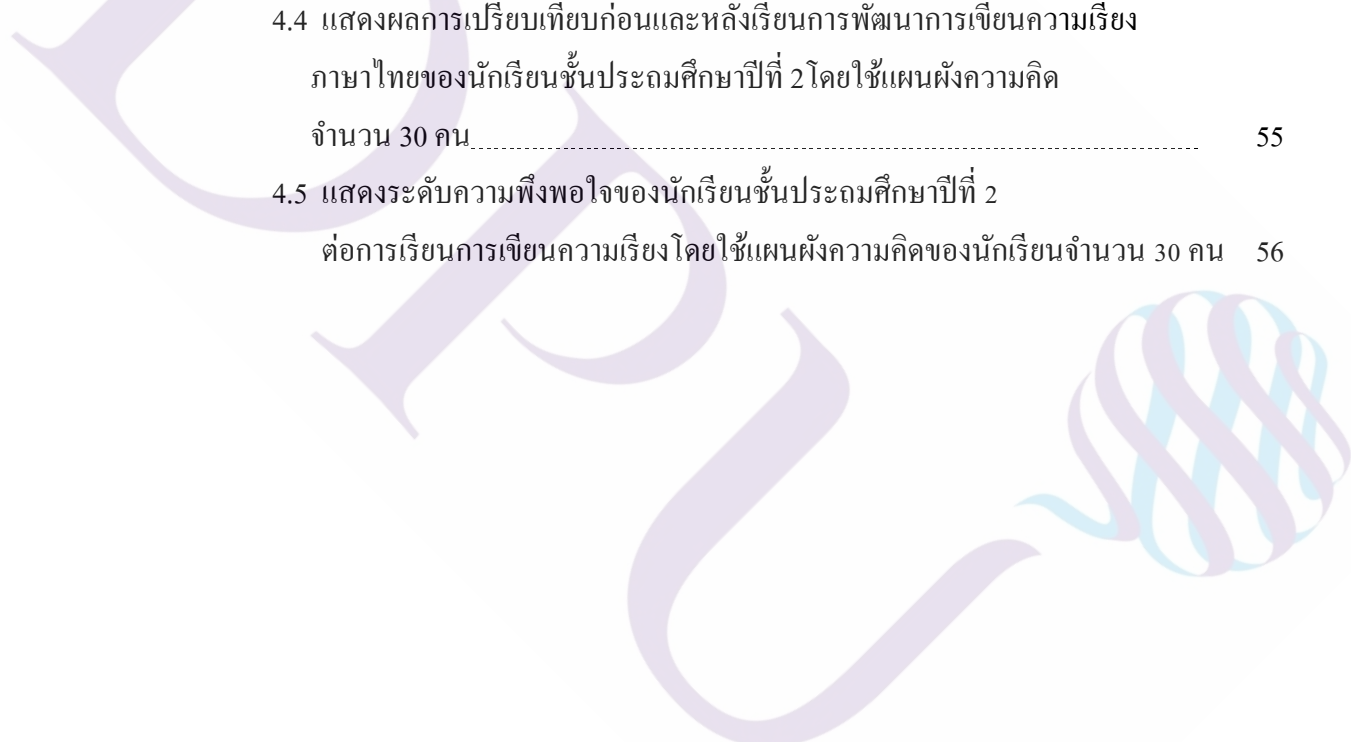 4.4 แสดงผลการเปรียบเทียบก่อนและหลังเรียนการพัฒนาการเขียนความเรียง
ภาษาไทยของนักเรียนชั้นประถมศึกษาปีที่ 2โดยใช้แผนผังความคิด
จำนวน 30 คน 55
4.5 แสดงระดับความพึงพอใจของนักเรียนชั้นประถมศึกษาปีที่ 2
ต่อการเรียนการเขียนความเรียงโดยใช้แผนผังความคิดของนักเรียนจำนวน 30 คน 56
DPU